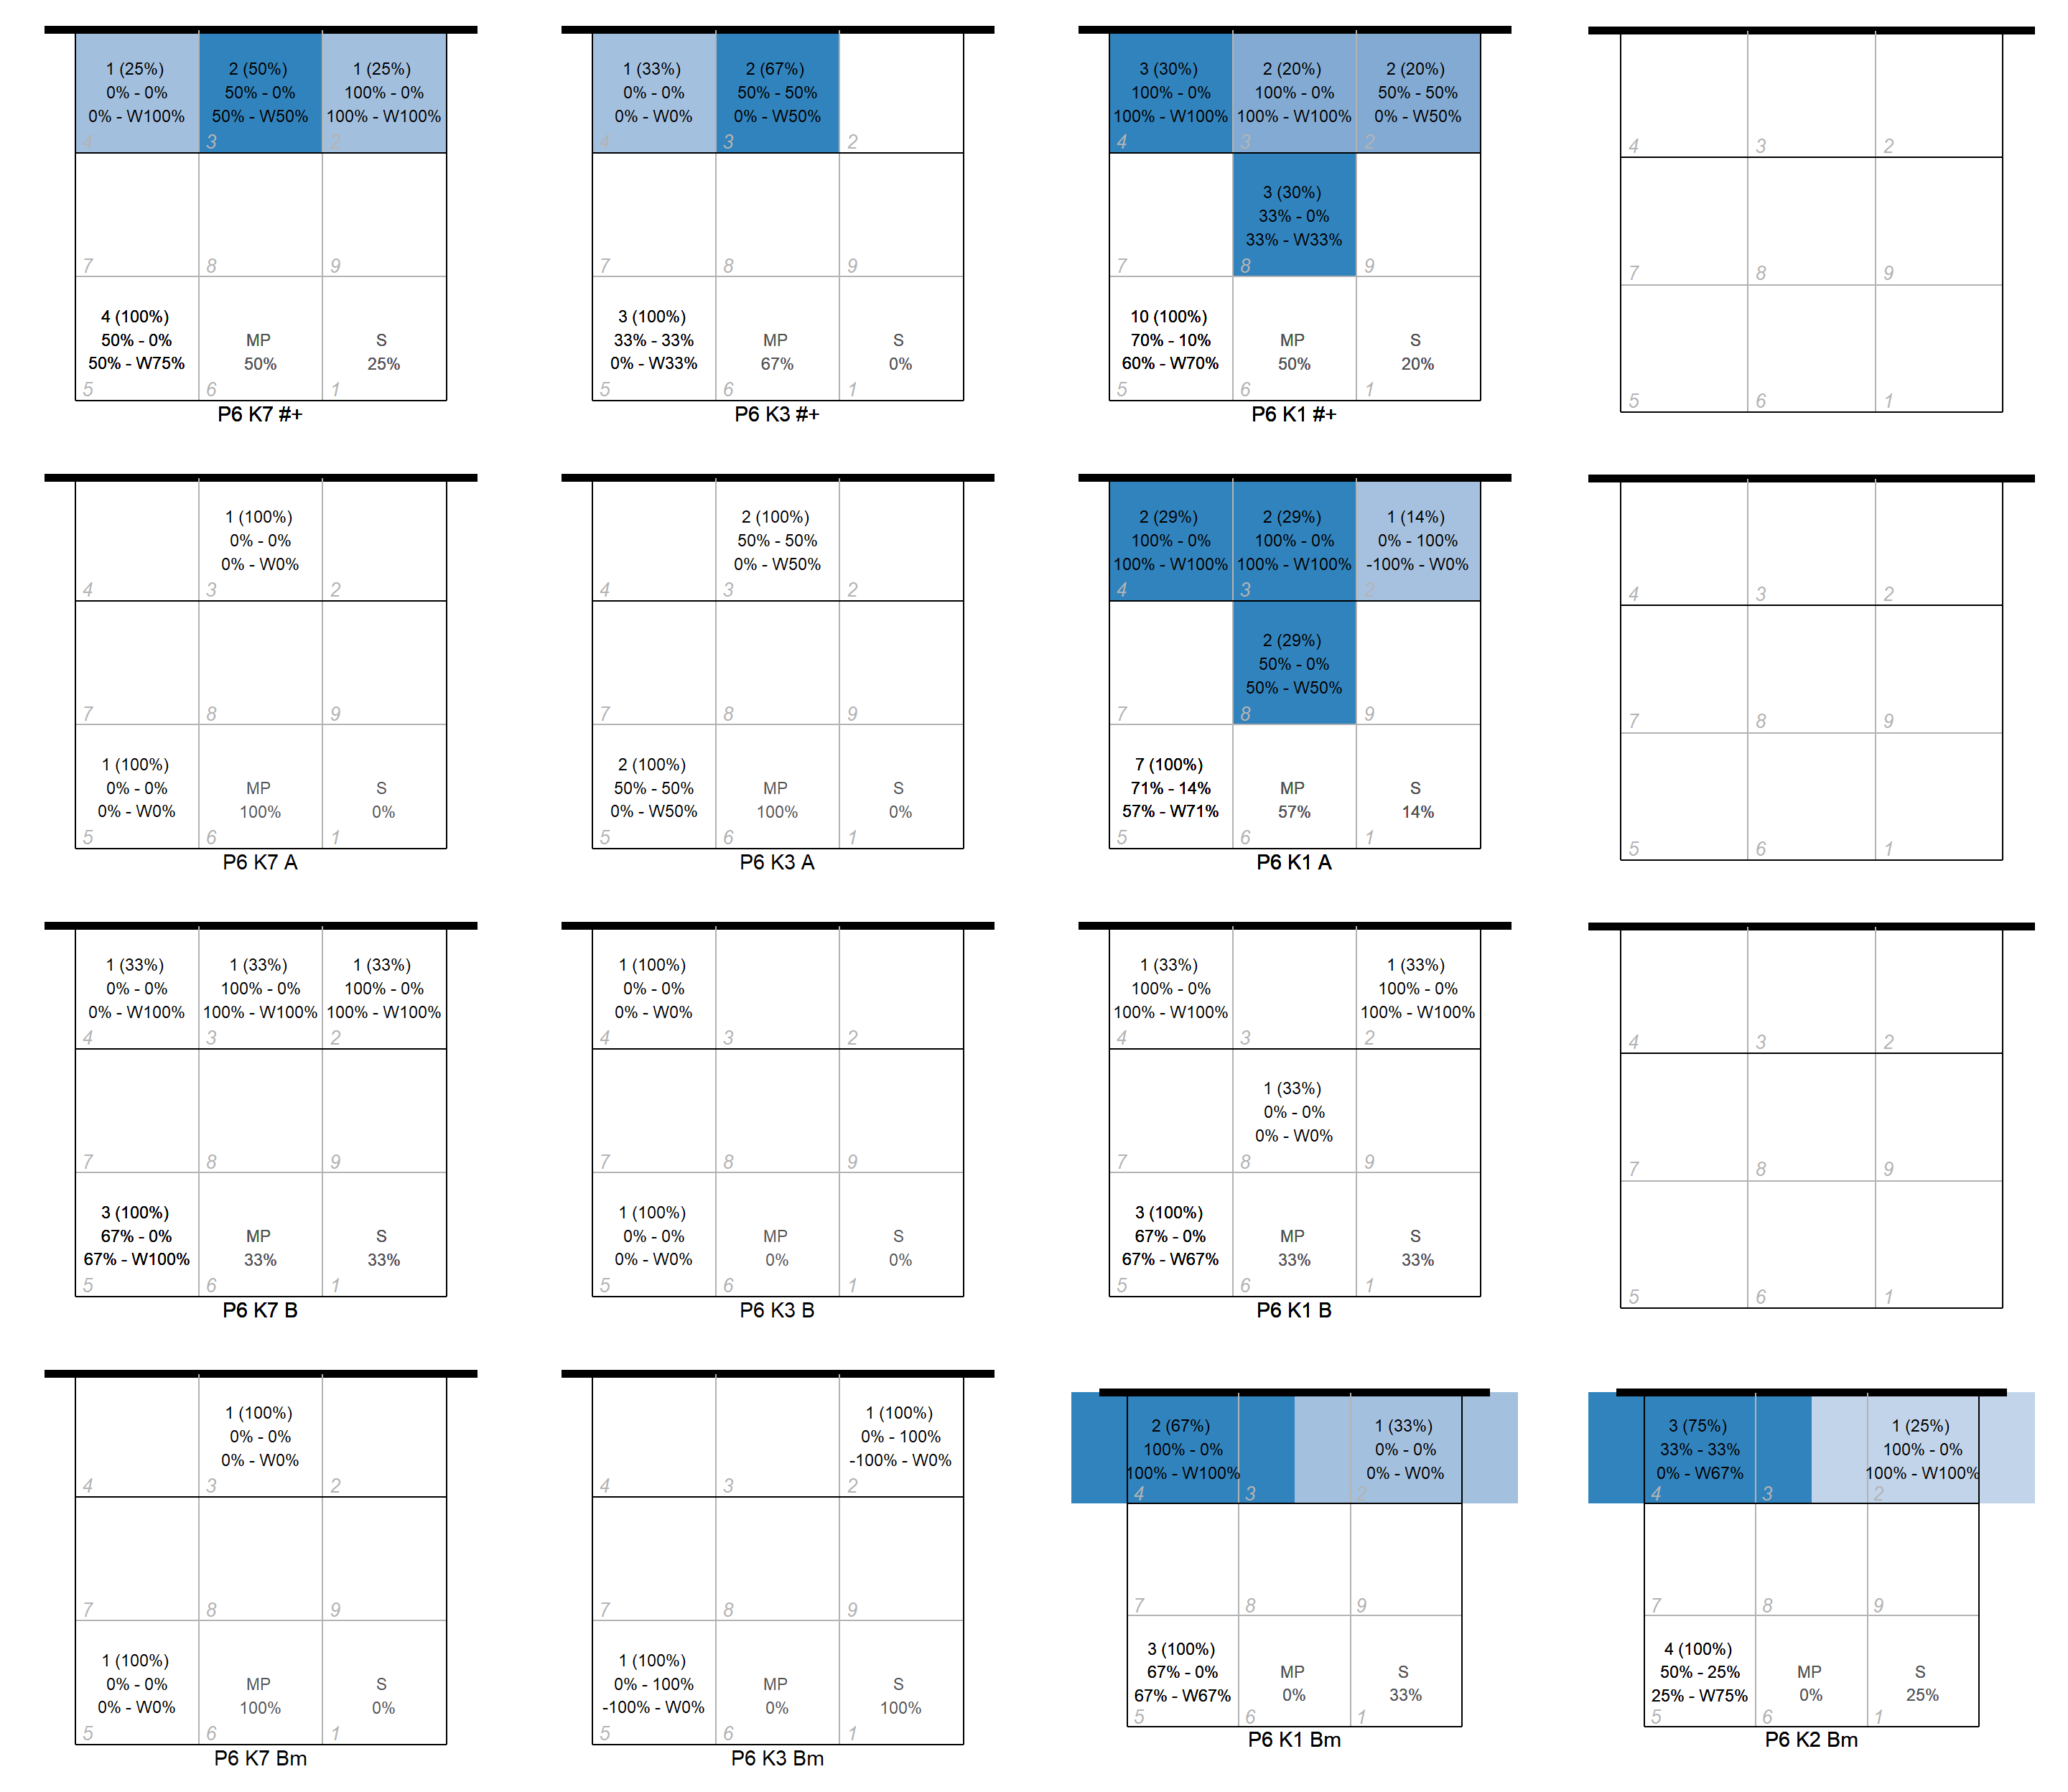 1 (25%)
0% - 0%
0% - W100%
4
2 (50%)
50% - 0%
50% - W50%
3
1 (25%)
100% - 0%
100% - W100%
2
7
8
9
4 (100%)
50% - 0%
50% - W75%
5
MP
50%
6
S
25%
1
P6 K7 #+
1 (33%)
0% - 0%
0% - W0%
4
2 (67%)
50% - 50%
0% - W50%
3
2
7
8
9
3 (100%)
33% - 33%
0% - W33%
5
MP
67%
6
S
0%
1
P6 K3 #+
3 (30%)
100% - 0%
100% - W100%
4
2 (20%)
100% - 0%
100% - W100%
3
2 (20%)
50% - 50%
0% - W50%
2
7
3 (30%)
33% - 0%
33% - W33%
8
9
10 (100%)
70% - 10%
60% - W70%
5
MP
50%
6
S
20%
1
P6 K1 #+
4
3
2
7
8
9
5
6
1
4
1 (100%)
0% - 0%
0% - W0%
3
2
7
8
9
1 (100%)
0% - 0%
0% - W0%
5
MP
100%
6
S
0%
1
P6 K7 A
4
2 (100%)
50% - 50%
0% - W50%
3
2
7
8
9
2 (100%)
50% - 50%
0% - W50%
5
MP
100%
6
S
0%
1
P6 K3 A
2 (29%)
100% - 0%
100% - W100%
4
2 (29%)
100% - 0%
100% - W100%
3
1 (14%)
0% - 100%
-100% - W0%
2
7
2 (29%)
50% - 0%
50% - W50%
8
9
7 (100%)
71% - 14%
57% - W71%
5
MP
57%
6
S
14%
1
P6 K1 A
4
3
2
7
8
9
5
6
1
1 (33%)
0% - 0%
0% - W100%
4
1 (33%)
100% - 0%
100% - W100%
3
1 (33%)
100% - 0%
100% - W100%
2
7
8
9
3 (100%)
67% - 0%
67% - W100%
5
MP
33%
6
S
33%
1
P6 K7 B
1 (100%)
0% - 0%
0% - W0%
4
3
2
7
8
9
1 (100%)
0% - 0%
0% - W0%
5
MP
0%
6
S
0%
1
P6 K3 B
1 (33%)
100% - 0%
100% - W100%
4
3
1 (33%)
100% - 0%
100% - W100%
2
7
1 (33%)
0% - 0%
0% - W0%
8
9
3 (100%)
67% - 0%
67% - W67%
5
MP
33%
6
S
33%
1
P6 K1 B
4
3
2
7
8
9
5
6
1
4
1 (100%)
0% - 0%
0% - W0%
3
2
7
8
9
1 (100%)
0% - 0%
0% - W0%
5
MP
100%
6
S
0%
1
P6 K7 Bm
4
3
1 (100%)
0% - 100%
-100% - W0%
2
7
8
9
1 (100%)
0% - 100%
-100% - W0%
5
MP
0%
6
S
100%
1
P6 K3 Bm
2 (67%)
100% - 0%
100% - W100%
4
3
1 (33%)
0% - 0%
0% - W0%
2
7
8
9
3 (100%)
67% - 0%
67% - W67%
5
MP
0%
6
S
33%
1
P6 K1 Bm
3 (75%)
33% - 33%
0% - W67%
4
3
1 (25%)
100% - 0%
100% - W100%
2
7
8
9
4 (100%)
50% - 25%
25% - W75%
5
MP
0%
6
S
25%
1
P6 K2 Bm